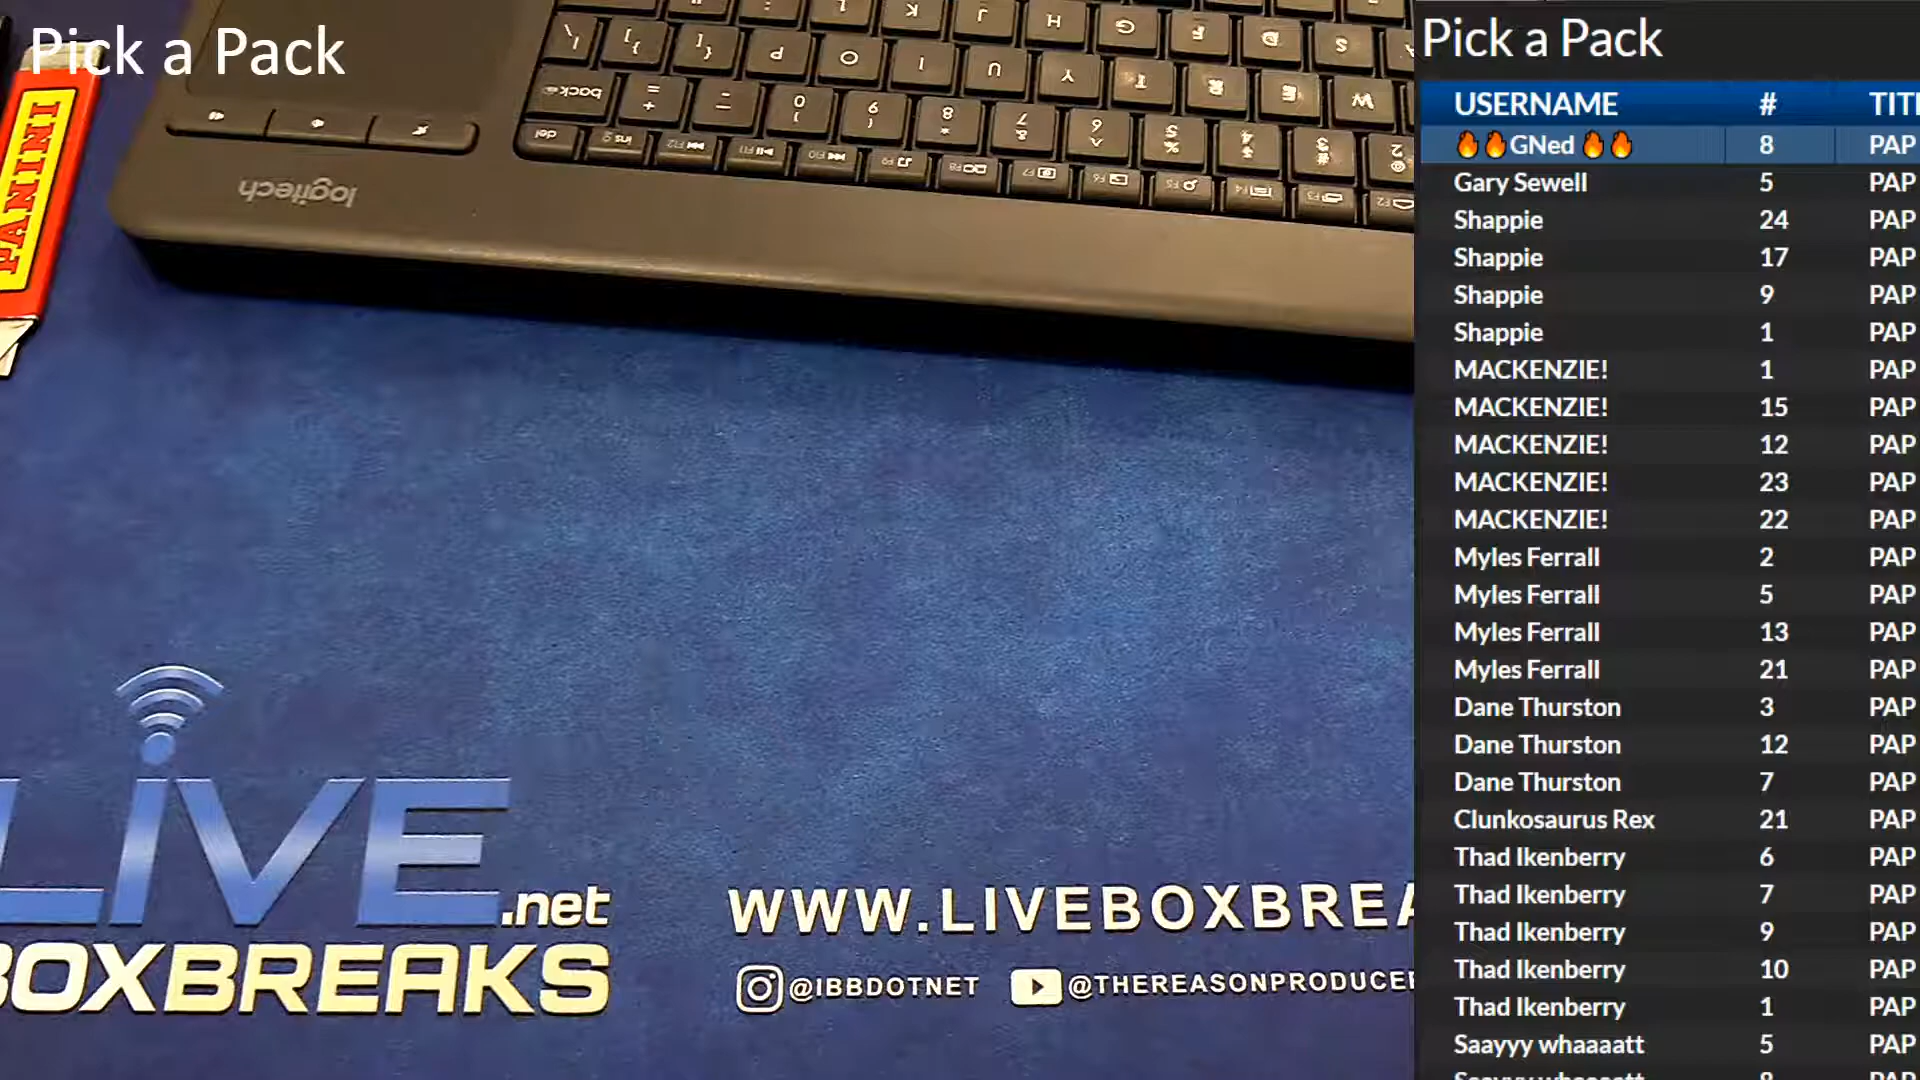 Pick a Pack
PANINI
logitech
back
del
ins
LIVE
.net
BOXBREAKS
WWW.LIVEBOXBREA
@IBBDOTNET
@THEREASONPRODUCER
Pick a Pack
USERNAME # TITL
🔥🔥GNed 🔥🔥 8 PAP
Gary Sewell 5 PAP
Shappie 24 PAP
Shappie 17 PAP
Shappie 9 PAP
Shappie 1 PAP
MACKENZIE! 1 PAP
MACKENZIE! 15 PAP
MACKENZIE! 12 PAP
MACKENZIE! 23 PAP
MACKENZIE! 22 PAP
Myles Ferrall 2 PAP
Myles Ferrall 5 PAP
Myles Ferrall 13 PAP
Myles Ferrall 21 PAP
Dane Thurston 3 PAP
Dane Thurston 12 PAP
Dane Thurston 7 PAP
Clunkosaurus Rex 21 PAP
Thad Ikenberry 6 PAP
Thad Ikenberry 7 PAP
Thad Ikenberry 9 PAP
Thad Ikenberry 10 PAP
Thad Ikenberry 1 PAP
Saayyy whaaaatt 5 PAP